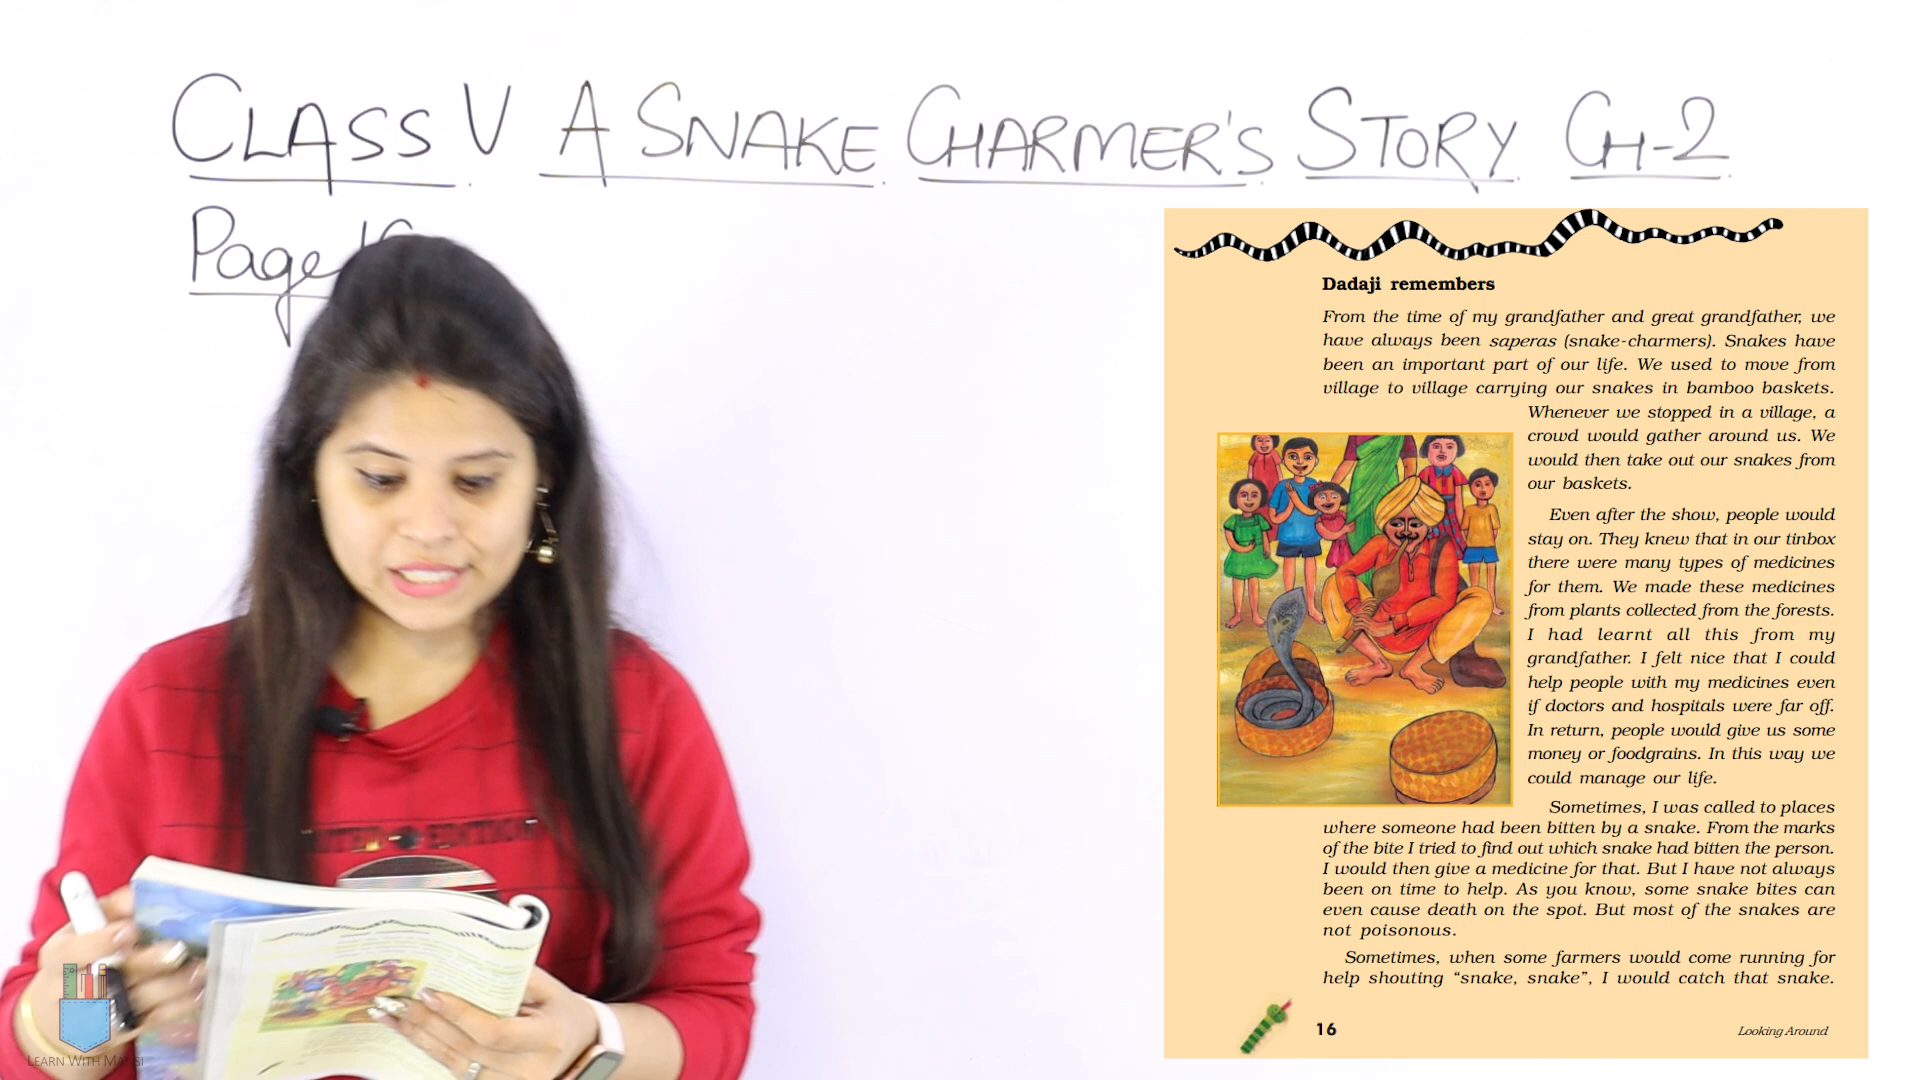 CLASS V A SNAKE CHARMER'S STORY CH-2
Page
Dadaji remembers
From the time of my grandfather and great grandfather, we
have always been saperas (snake-charmers). Snakes have
been an important part of our life. We used to move from
village to village carrying our snakes in bamboo baskets.
Whenever we stopped in a village, a
crowd would gather around us. We
would then take out our snakes from
our baskets.
Even after the show, people would
stay on. They knew that in our tinbox
there were many types of medicines
for them. We made these medicines
from plants collected from the forests.
I had learnt all this from my
grandfather. I felt nice that I could
help people with my medicines even
if doctors and hospitals were far off.
In return, people would give us some
money or foodgrains. In this way we
could manage our life.
Sometimes, I was called to places
where someone had been bitten by a snake. From the marks
of the bite I tried to find out which snake had bitten the person.
I would then give a medicine for that. But I have not always
been on time to help. As you know, some snake bites can
even cause death on the spot. But most of the snakes are
not poisonous.
Sometimes, when some farmers would come running for
help shouting “snake, snake”, I would catch that snake.
16
Looking Around
EDITION
LEARN WITH